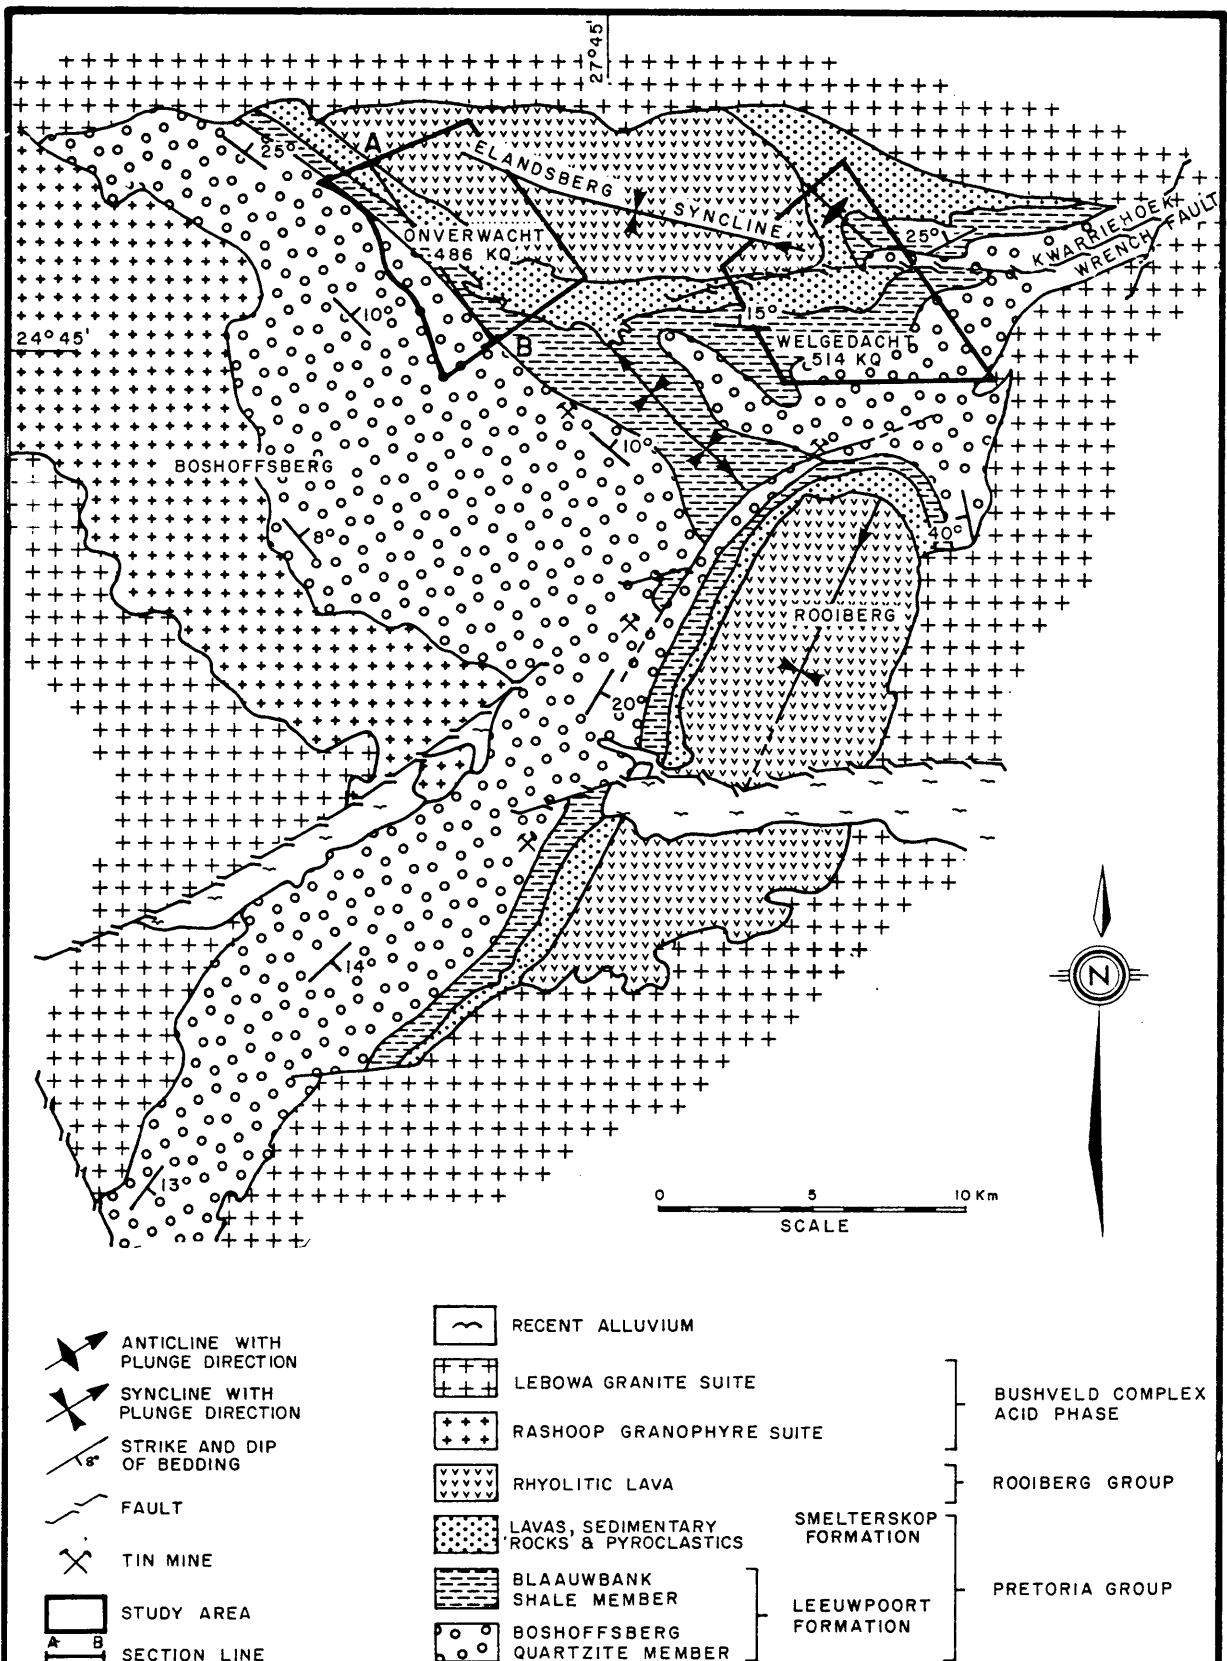 27°45'
A
ELANDSBERG SYNCLINE
25°
ONVERWACHT
486 KQ
25°
KWARRIEHOEK
WRENCH FAULT
10°
24°45'
15°
B
WELGEDACHT
514 KQ
10°
BOSHOFFSBERG
8°
40°
ROOIBERG
20°
14°
N
13°
0 5 10 Km
SCALE
ANTICLINE WITH
PLUNGE DIRECTION
SYNCLINE WITH
PLUNGE DIRECTION
8°
STRIKE AND DIP
OF BEDDING
FAULT
TIN MINE
STUDY AREA
A B
SECTION LINE
RECENT ALLUVIUM
LEBOWA GRANITE SUITE
RASHOOP GRANOPHYRE SUITE
BUSHVELD COMPLEX
ACID PHASE
RHYOLITIC LAVA
ROOIBERG GROUP
LAVAS, SEDIMENTARY
ROCKS & PYROCLASTICS
SMELTERSKOP
FORMATION
BLAAUWBANK
SHALE MEMBER
BOSHOFFSBERG
QUARTZITE MEMBER
LEEUWPOORT
FORMATION
PRETORIA GROUP